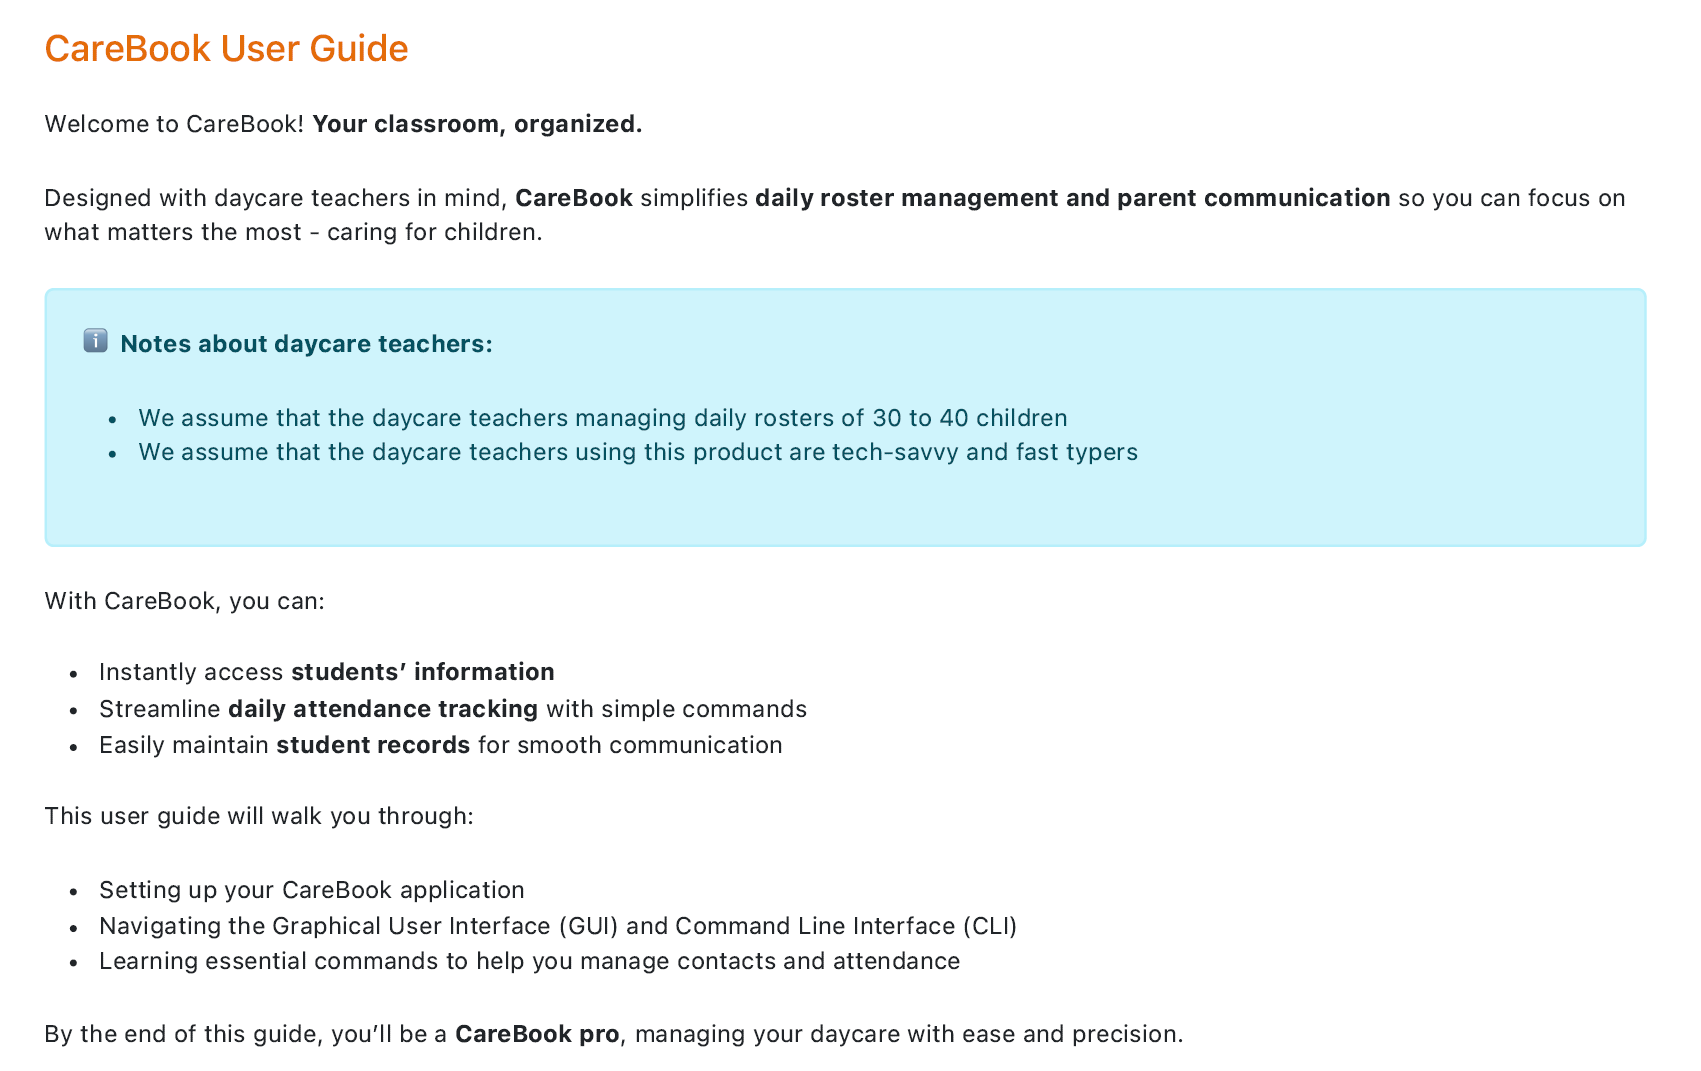 CareBook User Guide
Welcome to CareBook! Your classroom, organized.
Designed with daycare teachers in mind, CareBook simplifies daily roster management and parent communication so you can focus on
what matters the most - caring for children.
Notes about daycare teachers:
• We assume that the daycare teachers managing daily rosters of 30 to 40 children
• We assume that the daycare teachers using this product are tech-savvy and fast typers
With CareBook, you can:
• Instantly access students’ information
• Streamline daily attendance tracking with simple commands
• Easily maintain student records for smooth communication
This user guide will walk you through:
• Setting up your CareBook application
• Navigating the Graphical User Interface (GUI) and Command Line Interface (CLI)
• Learning essential commands to help you manage contacts and attendance
By the end of this guide, you’ll be a CareBook pro, managing your daycare with ease and precision.